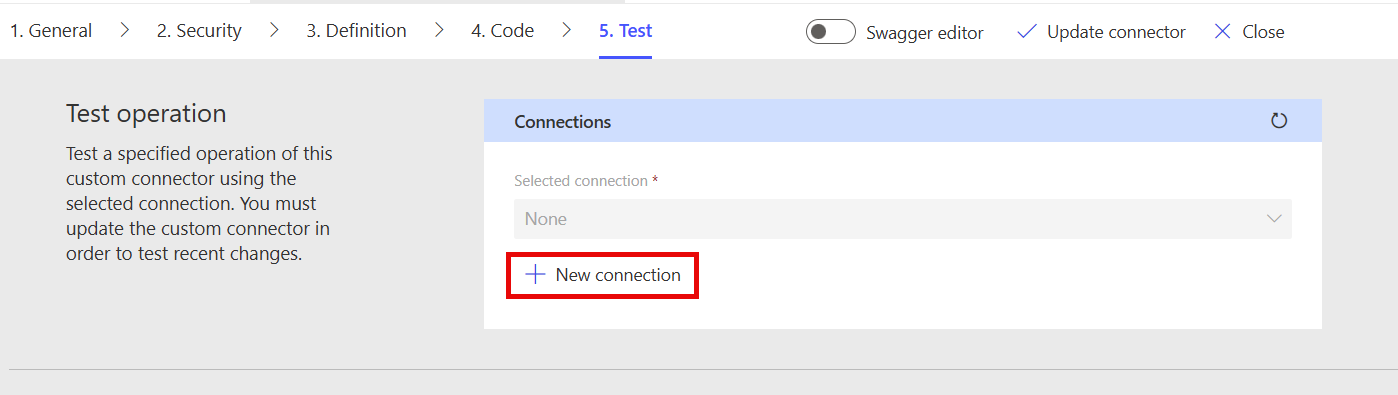 1. General 2. Security 3. Definition 4. Code 5. Test Swagger editor Update connector Close
Test operation
Test a specified operation of this
custom connector using the
selected connection. You must
update the custom connector in
order to test recent changes.
Connections
Selected connection *
None
New connection